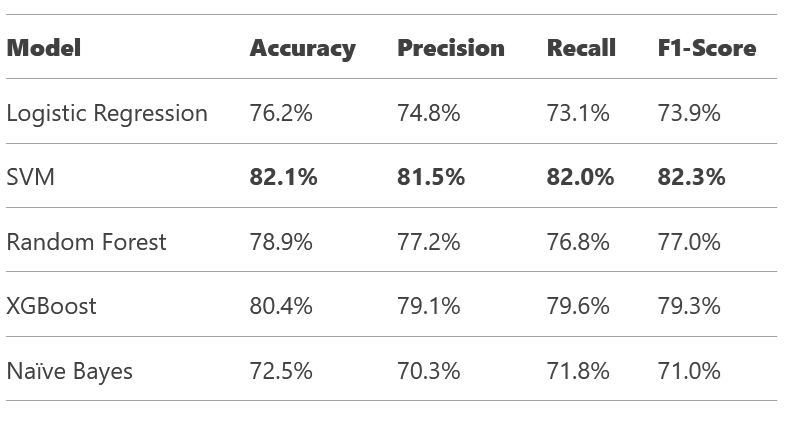 Model Accuracy Precision Recall F1-Score
Logistic Regression 76.2% 74.8% 73.1% 73.9%
SVM 82.1% 81.5% 82.0% 82.3%
Random Forest 78.9% 77.2% 76.8% 77.0%
XGBoost 80.4% 79.1% 79.6% 79.3%
Naïve Bayes 72.5% 70.3% 71.8% 71.0%